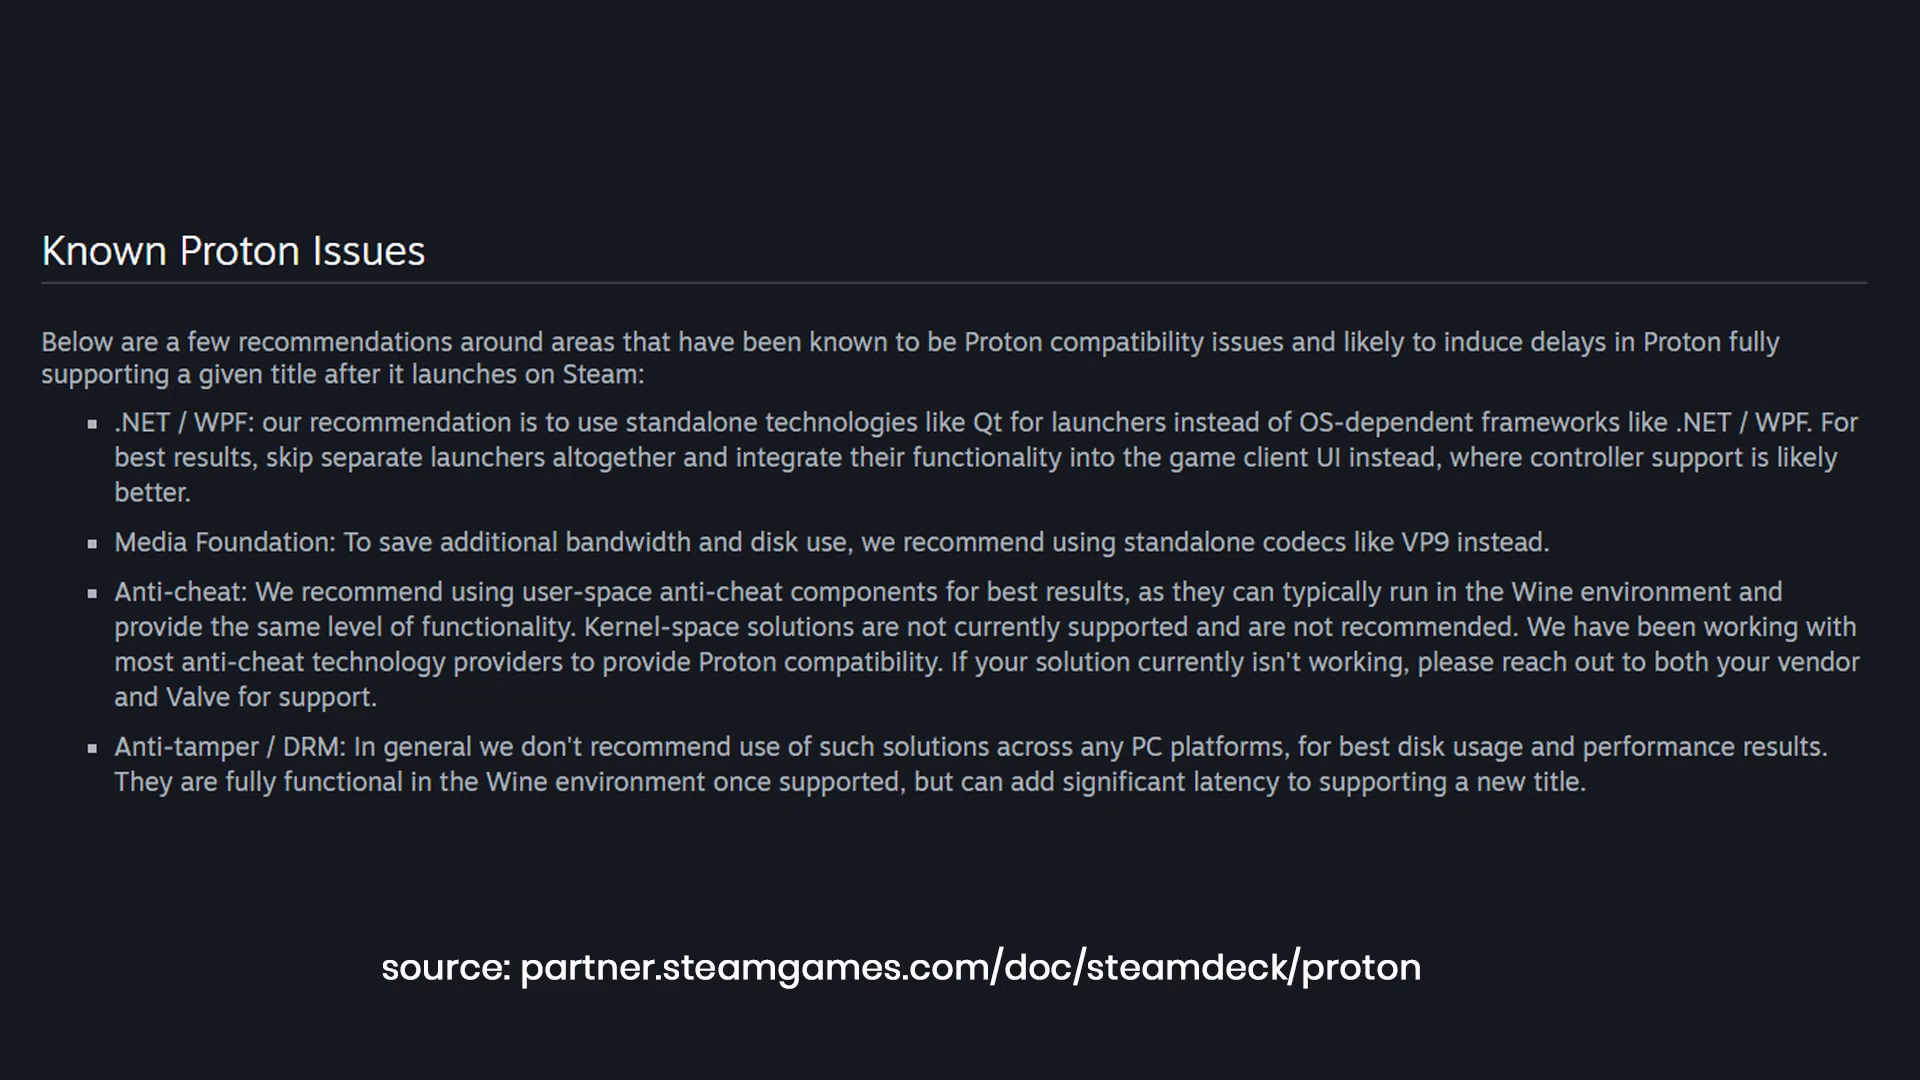 Known Proton Issues
Below are a few recommendations around areas that have been known to be Proton compatibility issues and likely to induce delays in Proton fully
supporting a given title after it launches on Steam:
▪ .NET / WPF: our recommendation is to use standalone technologies like Qt for launchers instead of OS-dependent frameworks like .NET / WPF. For
best results, skip separate launchers altogether and integrate their functionality into the game client UI instead, where controller support is likely
better.
▪ Media Foundation: To save additional bandwidth and disk use, we recommend using standalone codecs like VP9 instead.
▪ Anti-cheat: We recommend using user-space anti-cheat components for best results, as they can typically run in the Wine environment and
provide the same level of functionality. Kernel-space solutions are not currently supported and are not recommended. We have been working with
most anti-cheat technology providers to provide Proton compatibility. If your solution currently isn't working, please reach out to both your vendor
and Valve for support.
▪ Anti-tamper / DRM: In general we don't recommend use of such solutions across any PC platforms, for best disk usage and performance results.
They are fully functional in the Wine environment once supported, but can add significant latency to supporting a new title.
source: partner.steamgames.com/doc/steamdeck/proton